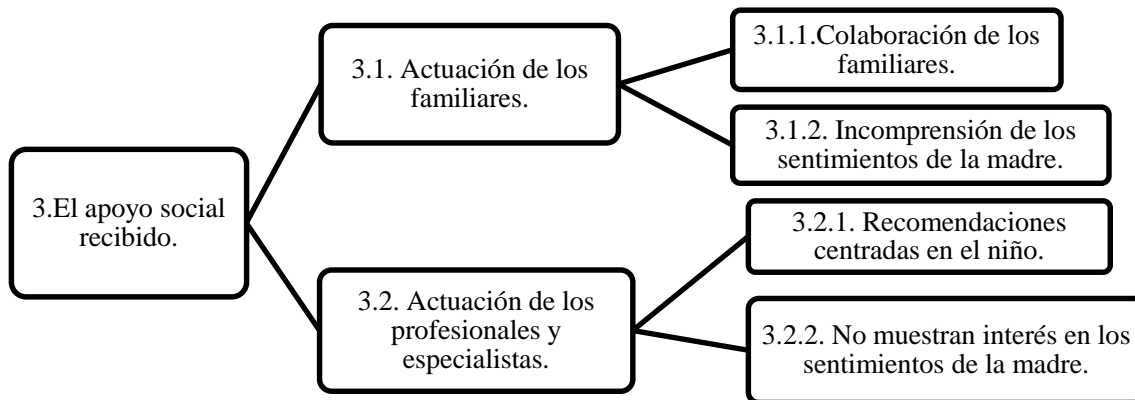 3.El apoyo social
recibido.
3.1. Actuación de los
familiares.
3.1.1.Colaboración de los
familiares.
3.1.2. Incomprensión de los
sentimientos de la madre.
3.2. Actuación de los
profesionales y
especialistas.
3.2.1. Recomendaciones
centradas en el niño.
3.2.2. No muestran interés en los
sentimientos de la madre.